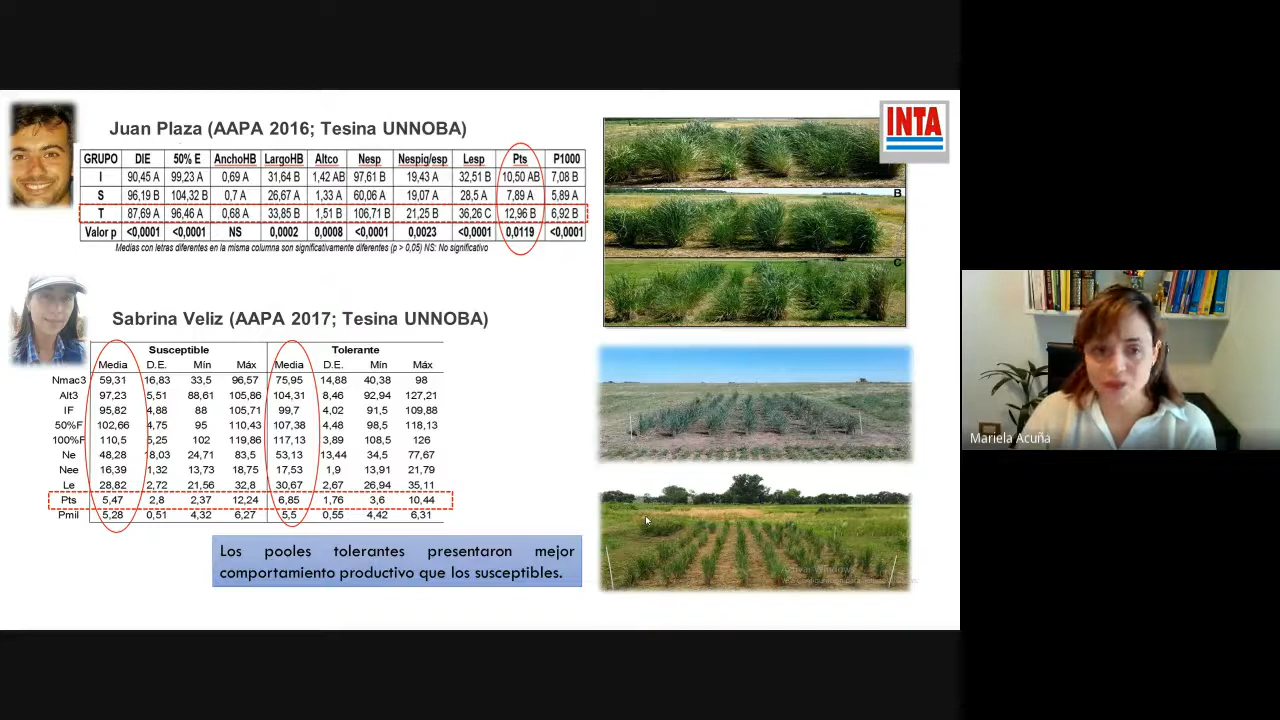 Juan Plaza (AAPA 2016; Tesina UNNOBA)
INTA
GRUPO DIE 50% E AnchoHB LargoHB Altco Nesp Nespig/esp Lesp Pts P1000
I 90,45 A 99,23 A 0,69 A 31,64 B 1,42 AB 97,61 B 19,43 A 32,51 B 10,50 AB 7,08 B
S 96,19 B 104,32 B 0,7 A 26,67 A 1,33 A 60,06 A 19,07 A 28,5 A 7,89 A 5,89 A
T 87,69 A 96,46 A 0,68 A 33,85 B 1,51 B 106,71 B 21,25 B 36,26 C 12,96 B 6,92 B
Valor p <0,0001 <0,0001 NS 0,0002 0,0008 <0,0001 0,0023 <0,0001 0,0119 <0,0001
Medias con letras diferentes en la misma columna son significativamente diferentes (p > 0,05) NS: No significativo
B
C
Sabrina Veliz (AAPA 2017; Tesina UNNOBA)
Susceptible Tolerante
Media D.E. Mín Máx Media D.E. Mín Máx
Nmac3 59,31 16,83 33,5 96,57 75,95 14,88 40,38 98
Alt3 97,23 5,51 88,61 105,86 104,31 8,46 92,94 127,21
IF 95,82 4,88 88 105,71 99,7 4,02 91,5 109,88
50%F 102,66 4,75 95 110,43 107,38 4,48 98,5 118,13
100%F 110,5 5,25 102 119,86 117,13 3,89 108,5 126
Ne 48,28 18,03 24,71 83,5 53,13 13,44 34,5 77,67
Nee 16,39 1,32 13,73 18,75 17,53 1,9 13,91 21,79
Le 28,82 2,72 21,56 32,8 30,67 2,67 26,94 35,11
Pts 5,47 2,8 2,37 12,24 6,85 1,76 3,6 10,44
Pmil 5,28 0,51 4,32 6,27 5,5 0,55 4,42 6,31
Los pooles tolerantes presentaron mejor
comportamiento productivo que los susceptibles.
Mariela Acuña